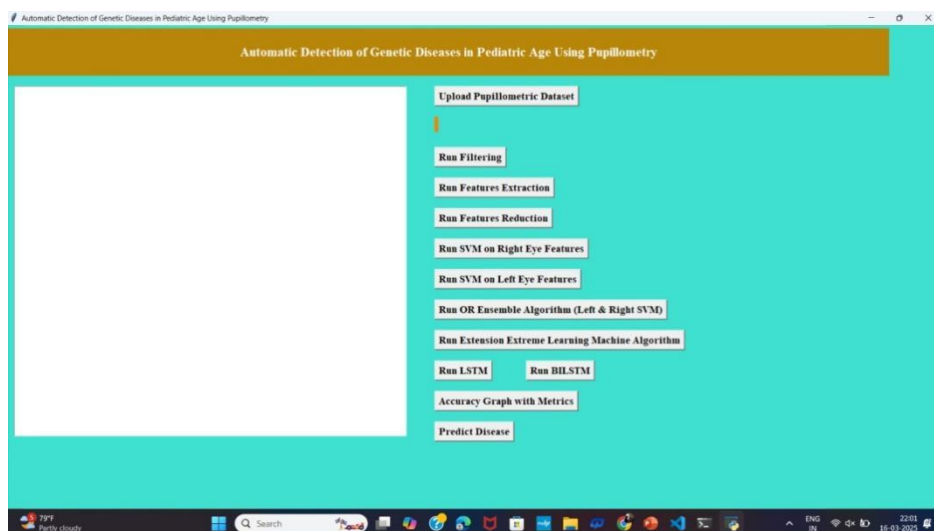 Automatic Detection of Genetic Diseases in Pediatric Age Using Pupillometry
Automatic Detection of Genetic Diseases in Pediatric Age Using Pupillometry
Upload Pupillometric Dataset
Run Filtering
Run Features Extraction
Run Features Reduction
Run SVM on Right Eye Features
Run SVM on Left Eye Features
Run OR Ensemble Algorithm (Left & Right SVM)
Run Extension Extreme Learning Machine Algorithm
Run LSTM Run BILSTM
Accuracy Graph with Metrics
Predict Disease
79°F
Partly cloudy
Search
ENG
IN
22:01
16-03-2025